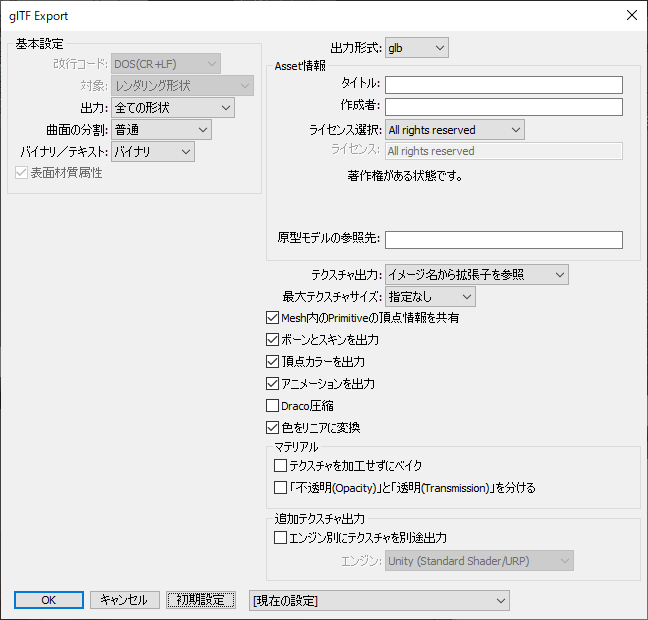 glTF Export
基本設定
改行コード: DOS(CR+LF)
対象: レンダリング形状
出力: 全ての形状
曲面の分割: 普通
バイナリ／テキスト: バイナリ
表面材質属性
出力形式: glb
Asset情報
タイトル:
作成者:
ライセンス選択: All rights reserved
ライセンス: All rights reserved
著作権がある状態です。
原型モデルの参照先:
テクスチャ出力: イメージ名から拡張子を参照
最大テクスチャサイズ: 指定なし
Mesh内のPrimitiveの頂点情報を共有
ボーンとスキンを出力
頂点カラーを出力
アニメーションを出力
Draco圧縮
色をリニアに変換
マテリアル
テクスチャを加工せずにベイク
「不透明(Opacity)」と「透明(Transmission)」を分ける
追加テクスチャ出力
エンジン別にテクスチャを別途出力
エンジン: Unity (Standard Shader/URP)
OK キャンセル 初期設定 [現在の設定]